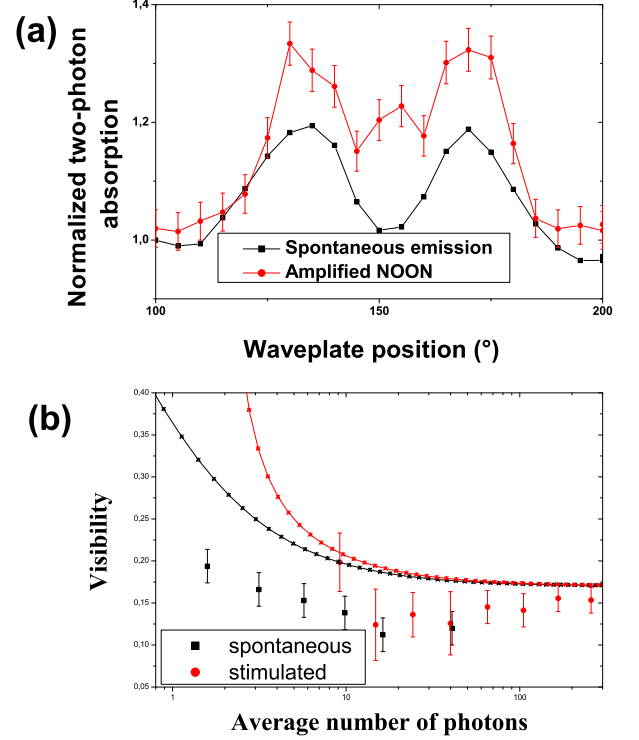 (a)
Normalized two-photon
absorption
1,4
1,2
1,0
Spontaneous emission
Amplified NOON
100
150
200
Waveplate position (°)
(b)
Visibility
0,40
0,35
0,30
0,25
0,20
0,15
0,10
0,05
spontaneous
stimulated
1
10
100
Average number of photons